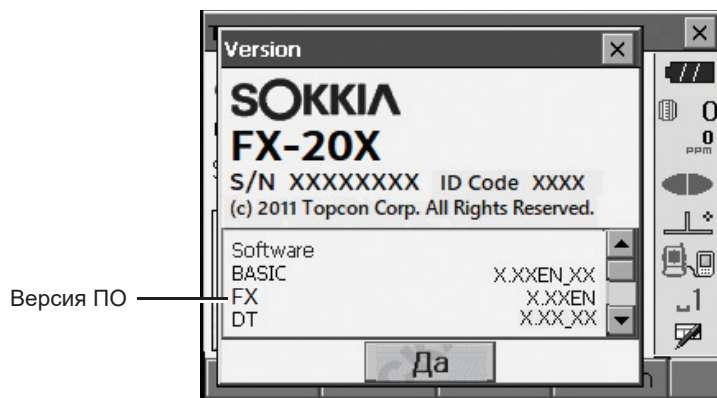 Version
SOKKIA
FX-20X
S/N XXXXXXXX ID Code XXXX
(c) 2011 Topcon Corp. All Rights Reserved.
Software
BASIC X.XXEN_XX
Версия ПО
FX X.XXEN
DT X.XX_XX
Да
0
0
PPM
1